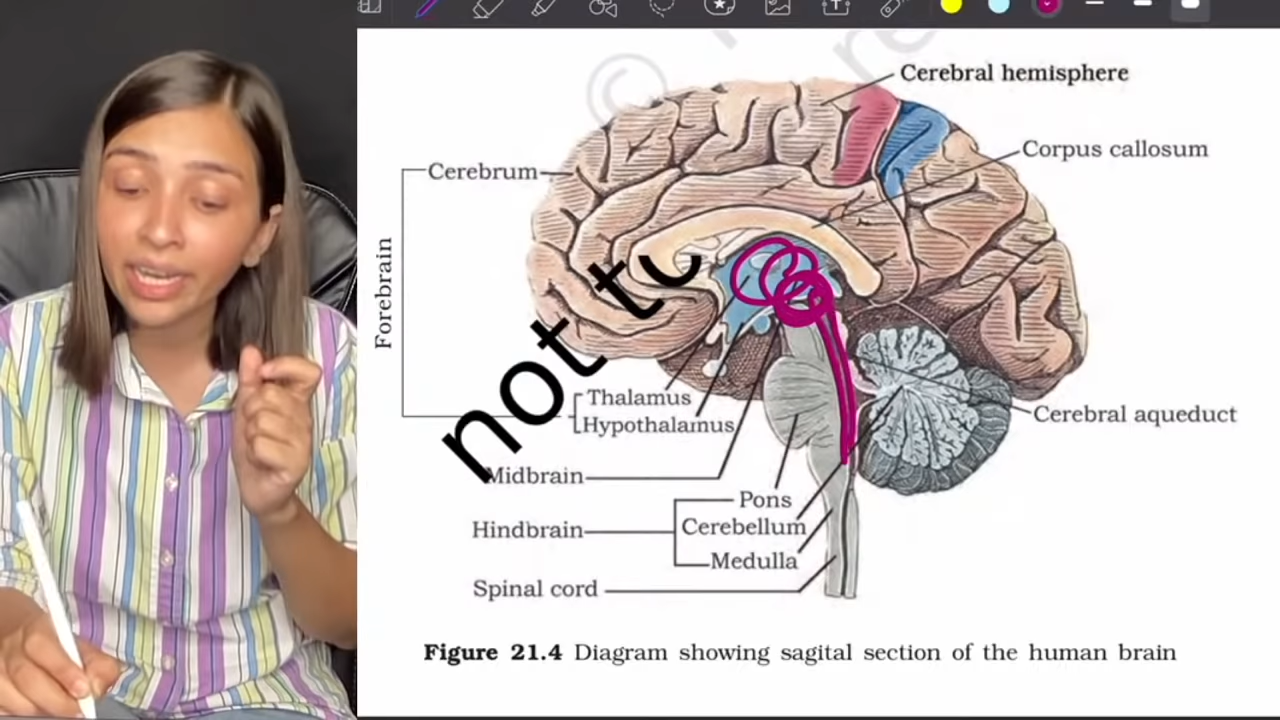 Cerebral hemisphere
Corpus callosum
Cerebrum
Forebrain
not to
Thalamus
Hypothalamus
Cerebral aqueduct
Midbrain
Pons
Hindbrain
Cerebellum
Medulla
Spinal cord
Figure 21.4 Diagram showing sagital section of the human brain